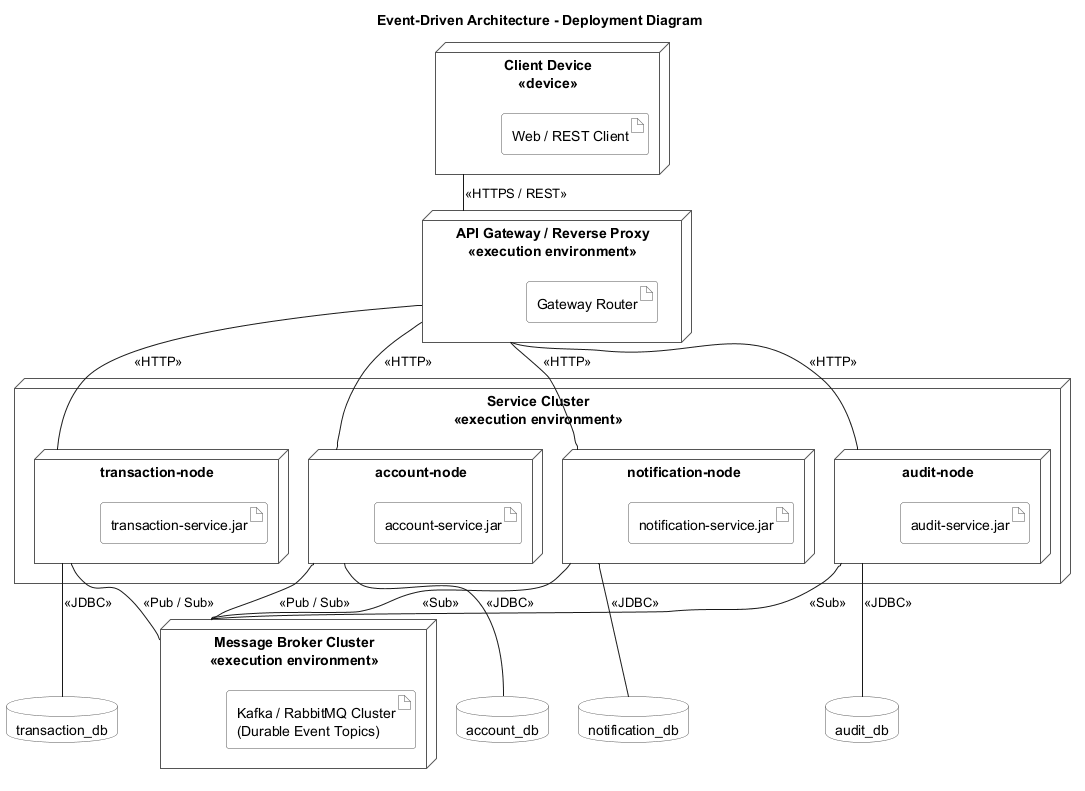 Event-Driven Architecture - Deployment Diagram
Client Device
«device»
Web / REST Client
«HTTPS / REST»
API Gateway / Reverse Proxy
«execution environment»
Gateway Router
«HTTP»
«HTTP»
«HTTP»
«HTTP»
Service Cluster
«execution environment»
transaction-node
account-node
notification-node
audit-node
transaction-service.jar
account-service.jar
notification-service.jar
audit-service.jar
«JDBC»
«Pub / Sub»
«Pub / Sub»
«Sub»
«JDBC»
«JDBC»
«Sub»
«JDBC»
Message Broker Cluster
«execution environment»
Kafka / RabbitMQ Cluster
(Durable Event Topics)
transaction_db
account_db
notification_db
audit_db